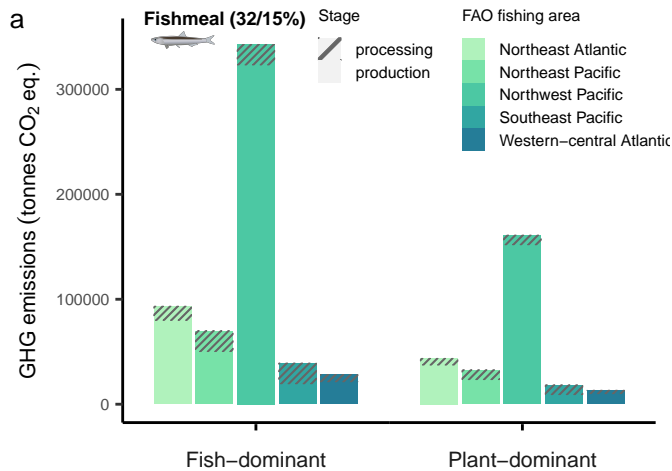 a
Fishmeal (32/15%)
Stage
processing
production
FAO fishing area
Northeast Atlantic
Northeast Pacific
Northwest Pacific
Southeast Pacific
Western−central Atlantic
GHG emissions (tonnes CO₂ eq.)
300000
200000
100000
0
Fish−dominant
Plant−dominant